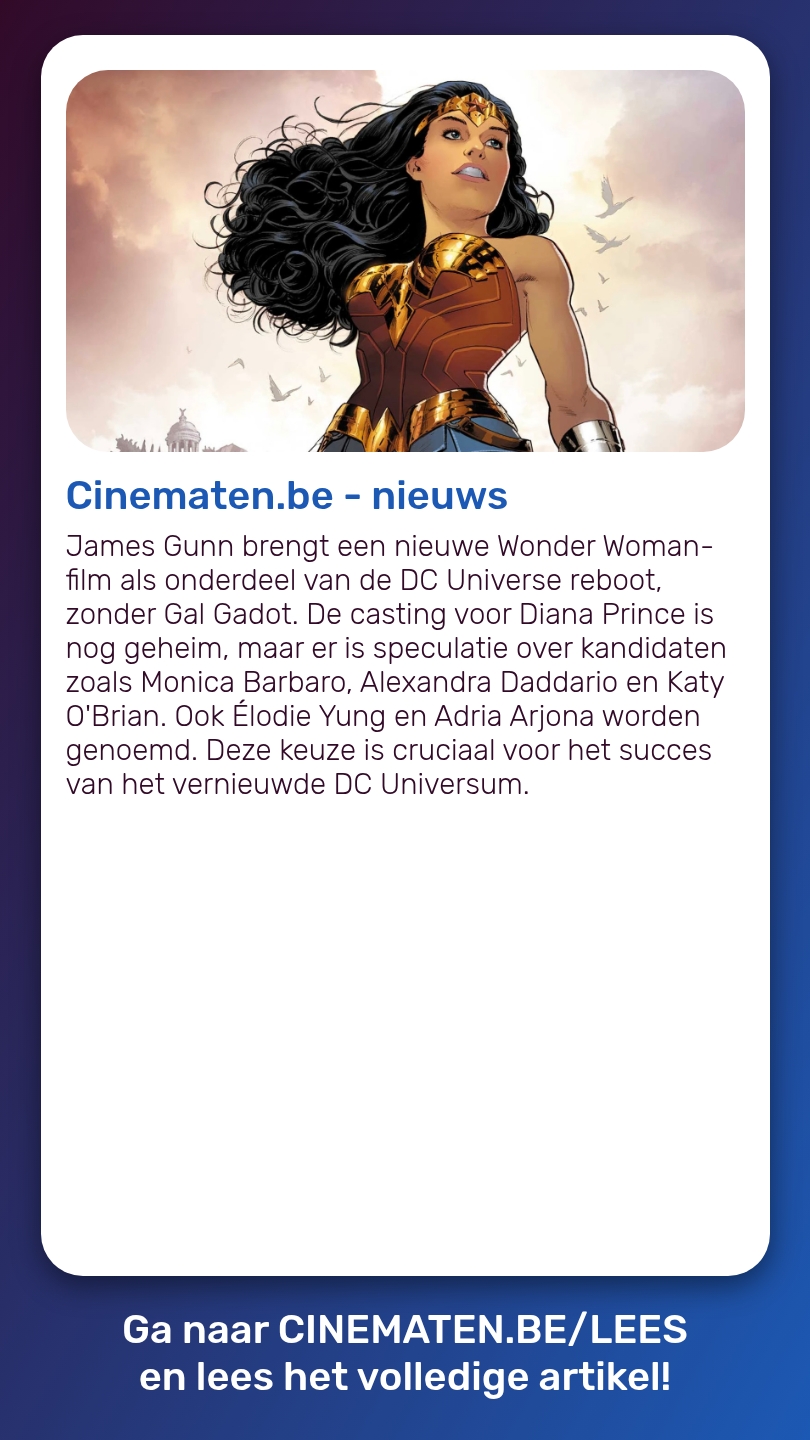 Cinematen.be - nieuws
James Gunn brengt een nieuwe Wonder Woman-
film als onderdeel van de DC Universe reboot,
zonder Gal Gadot. De casting voor Diana Prince is
nog geheim, maar er is speculatie over kandidaten
zoals Monica Barbaro, Alexandra Daddario en Katy
O'Brian. Ook Élodie Yung en Adria Arjona worden
genoemd. Deze keuze is cruciaal voor het succes
van het vernieuwde DC Universum.
Ga naar CINEMATEN.BE/LEES
en lees het volledige artikel!